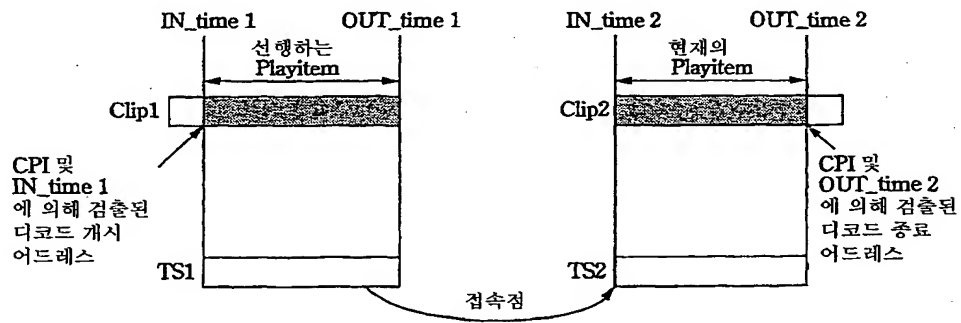 IN_time 1
OUT_time 1
IN_time 2
OUT_time 2
선행하는
Playitem
현재의
Playitem
Clip1
Clip2
CPI 및
IN_time 1
에 의해 검출된
디코드 개시
어드레스
CPI 및
OUT_time 2
에 의해 검출된
디코드 종료
어드레스
TS1
TS2
접속점